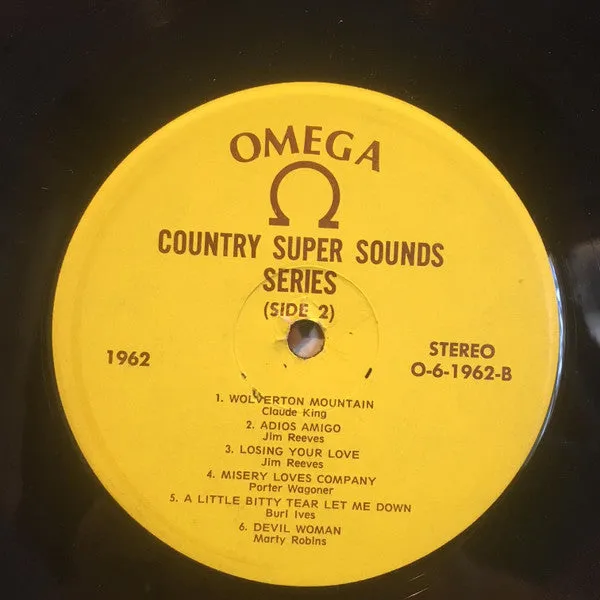 OMEGA
Ω
COUNTRY SUPER SOUNDS
SERIES
(SIDE 2)
1962
STEREO
O-6-1962-B
1. WOLVERTON MOUNTAIN
Claude King
2. ADIOS AMIGO
Jim Reeves
3. LOSING YOUR LOVE
Jim Reeves
4. MISERY LOVES COMPANY
Porter Wagoner
5. A LITTLE BITTY TEAR LET ME DOWN
Burl Ives
6. DEVIL WOMAN
Marty Robins